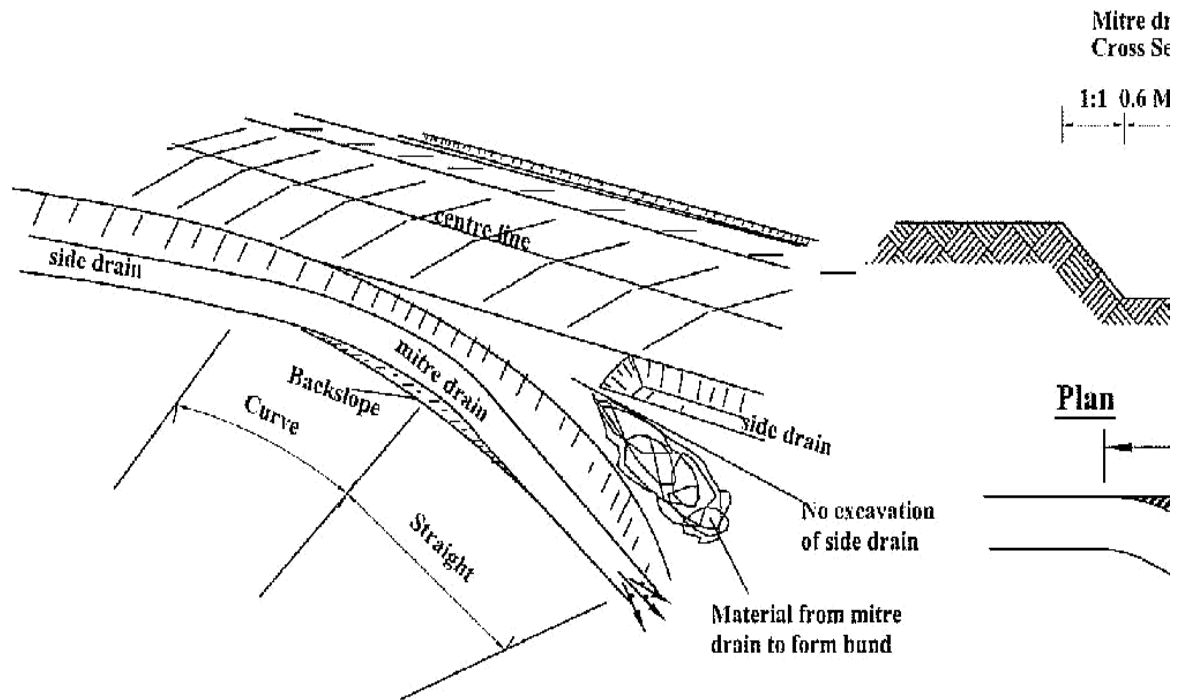 Mitre dr
Cross Se
1:1 0.6 M
centre line
side drain
mitre drain
Backslope
Curve
side drain
Plan
No excavation
of side drain
Straight
Material from mitre
drain to form bund